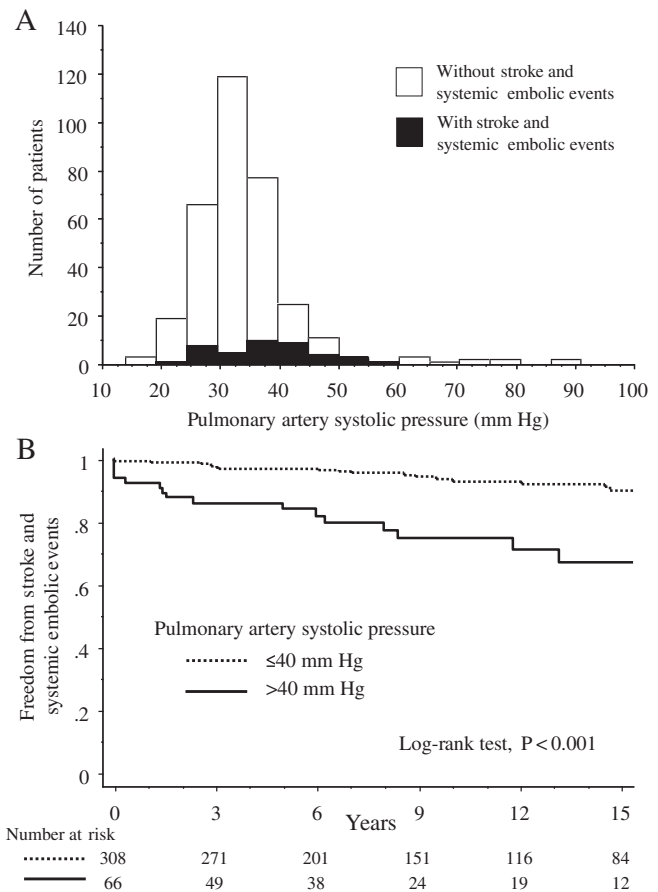 A
140
120
100
80
60
40
20
0
Number of patients
Without stroke and
systemic embolic events
With stroke and
systemic embolic events
10 20 30 40 50 60 70 80 90 100
Pulmonary artery systolic pressure (mm Hg)
B
1
.8
.6
.4
.2
0
Freedom from stroke and
systemic embolic events
Pulmonary artery systolic pressure
≤40 mm Hg
>40 mm Hg
Log-rank test, P < 0.001
0 3 6 9 12 15
Years
Number at risk
308 271 201 151 116 84
66 49 38 24 19 12